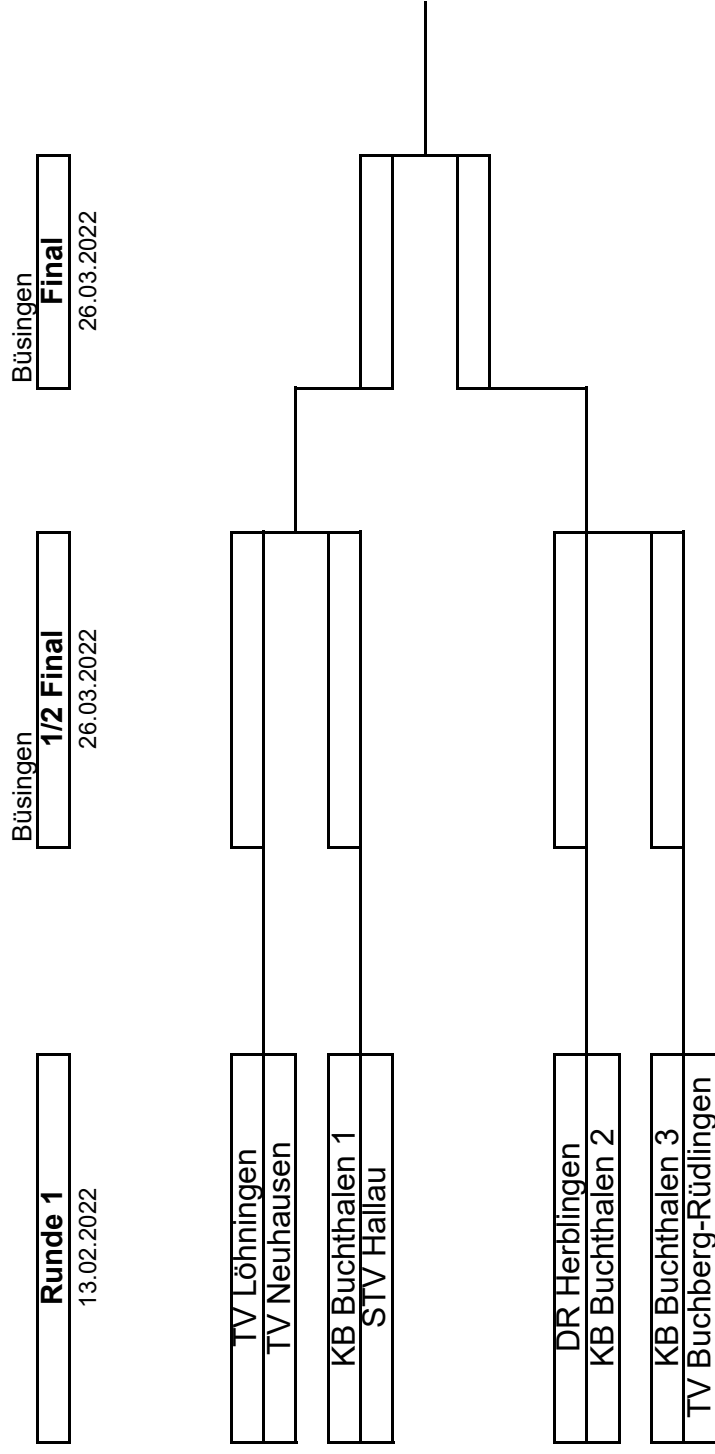 Runde 1
13.02.2022
TV Löhningen
TV Neuhausen
KB Buchthalen 1
STV Hallau
DR Herblingen
KB Buchthalen 2
KB Buchthalen 3
TV Buchberg-Rüdlingen
Büsingen
1/2 Final
26.03.2022
Büsingen
Final
26.03.2022